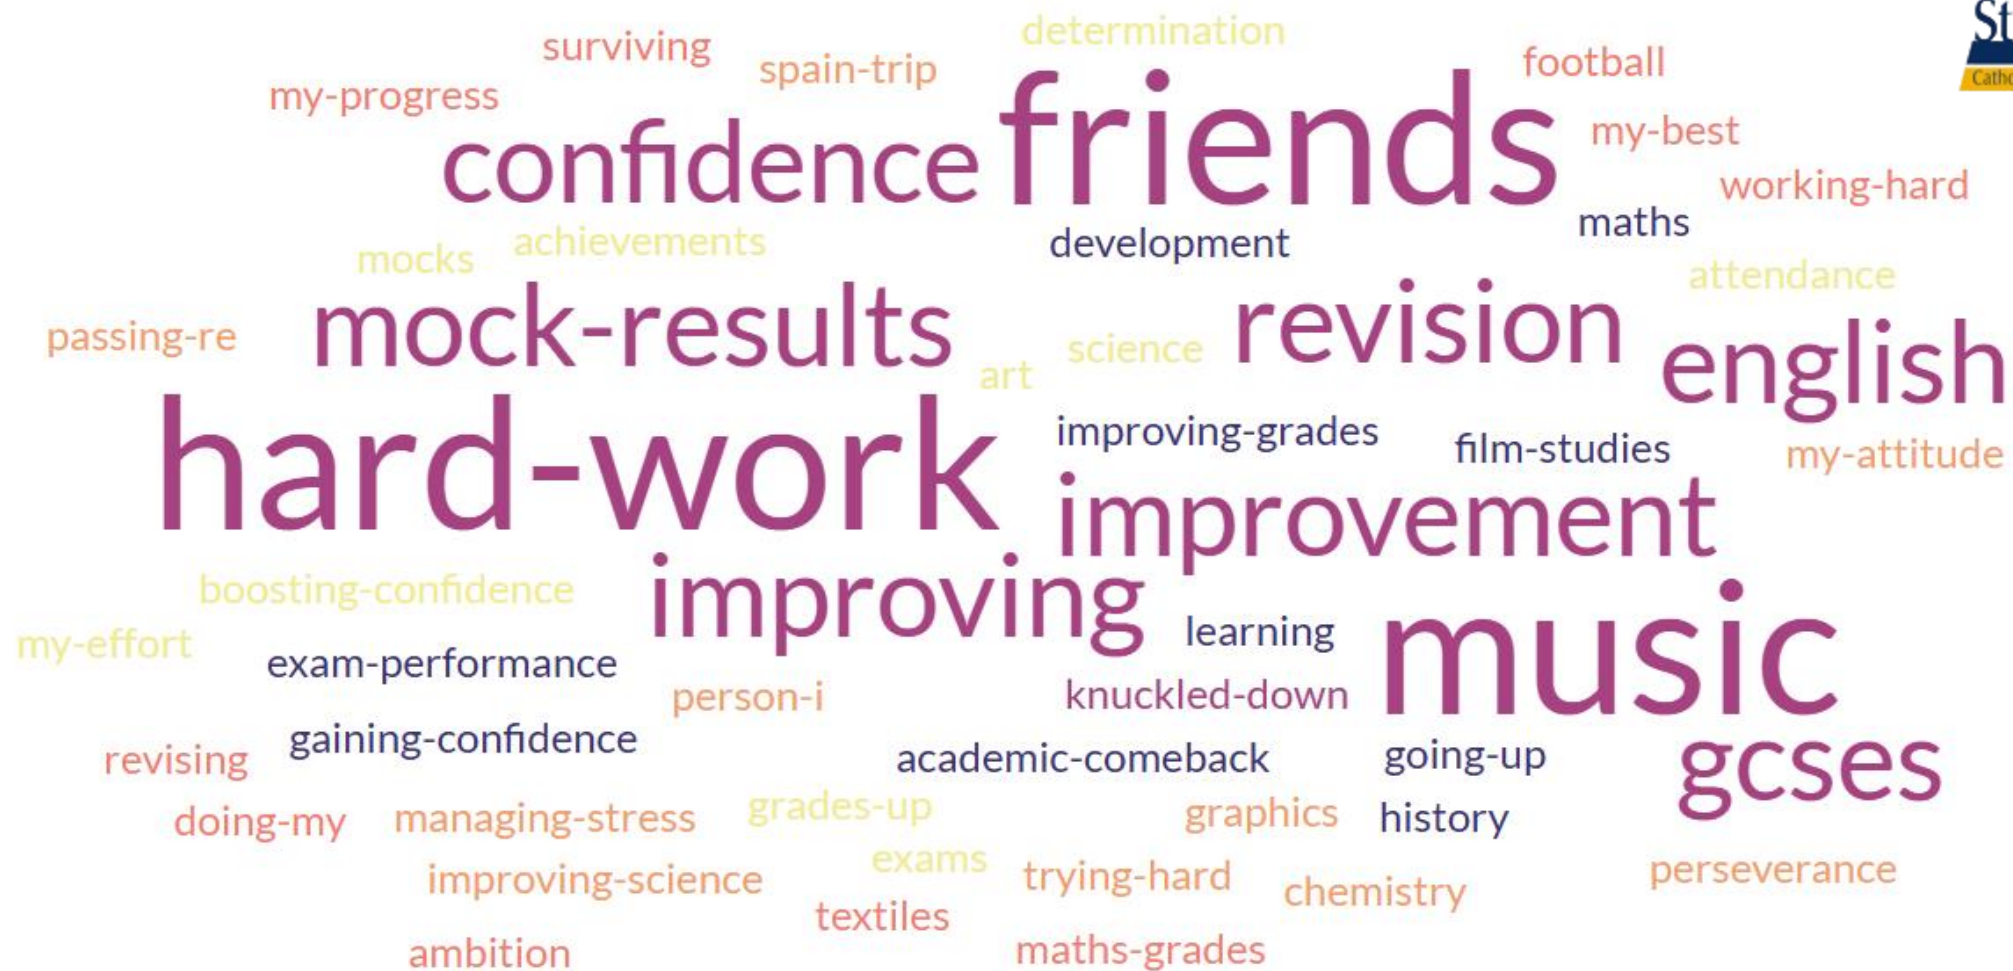 surviving
spain-trip
determination
football
my-progress
confidence
friends
my-best
working-hard
mocks
achievements
development
maths
attendance
passing-re
mock-results
art
science
revision
english
hard-work
improving-grades
film-studies
my-attitude
improvement
boosting-confidence
improving
my-effort
exam-performance
learning
music
person-i
knuckled-down
revising
gaining-confidence
academic-comeback
going-up
gcses
doing-my
managing-stress
grades-up
graphics
history
improving-science
exams
trying-hard
chemistry
perseverance
textiles
ambition
maths-grades